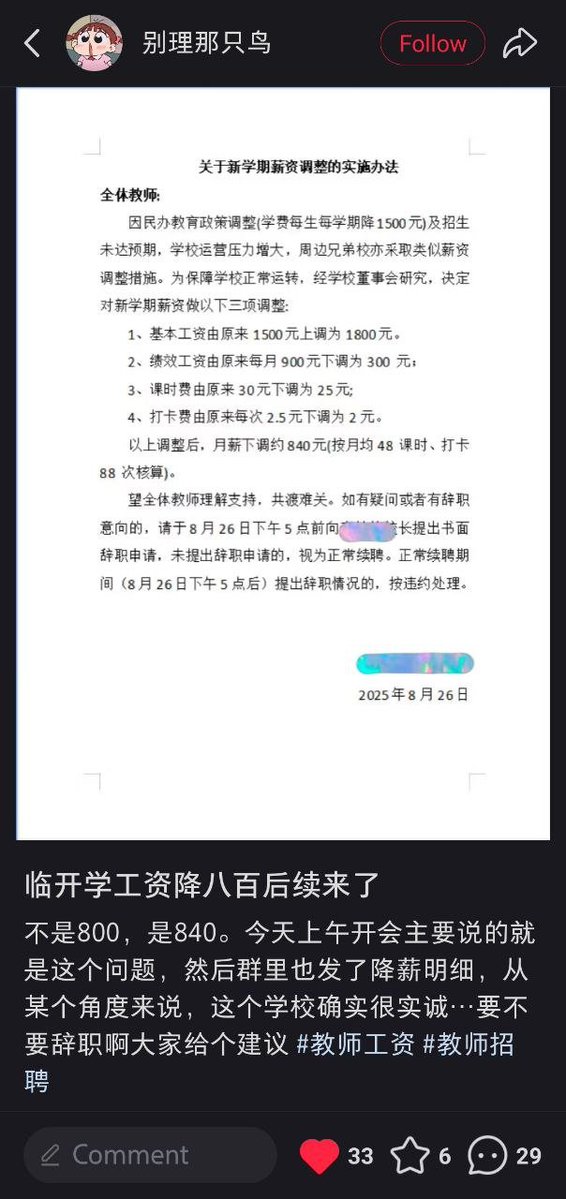 别理那只鸟
Follow
关于新学期薪资调整的实施办法
全体教师:
因民办教育政策调整(学费每生每学期降1500元)及招生
未达预期，学校运营压力增大，周边兄弟校亦采取类似薪资
调整措施。为保障学校正常运转，经学校董事会研究，决定
对新学期薪资做以下三项调整:
1、基本工资由原来 1500元上调为 1800元。
2、绩效工资由原来每月 900元下调为 300 元;
3、课时费由原来 30元下调为 25元;
4、打卡费由原来每次 2.5元下调为 2 元。
以上调整后，月薪下调约 840元(按月均 48 课时、打卡
88 次核算)。
望全体教师理解支持，共渡难关。如有疑问或者有辞职
意向的，请于 8 月 26日下午 5 点前向长提出书面
辞职申请，未提出辞职申请的，视为正常续聘。正常续聘期
间（8 月 26日下午 5 点后）提出辞职情况的，按违约处理。
2025年 8 月 26日
临开学工资降八百后续来了
不是800，是840。今天上午开会主要说的就
是这个问题，然后群里也发了降薪明细，从
某个角度来说，这个学校确实很实诚…要不
要辞职啊大家给个建议 #教师工资 #教师招
聘
Comment
33
6
29